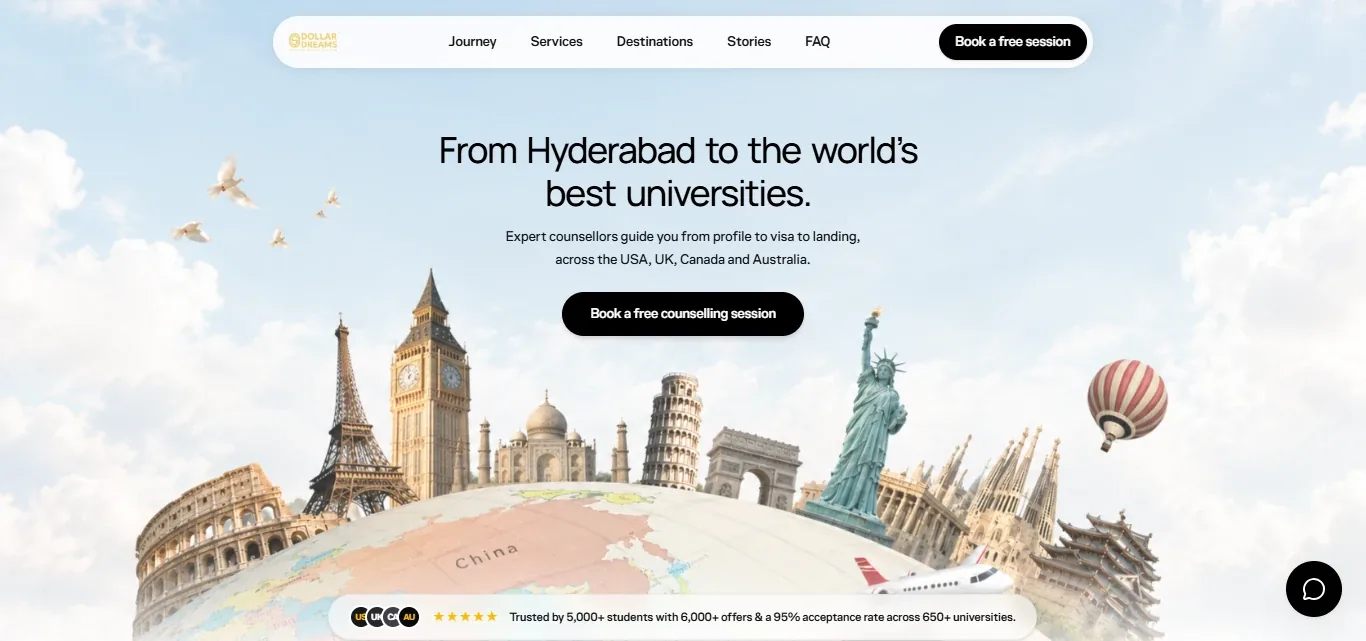 DOLLAR
DREAMS
Journey
Services
Destinations
Stories
FAQ
Book a free session
From Hyderabad to the world’s
best universities.
Expert counsellors guide you from profile to visa to landing,
across the USA, UK, Canada and Australia.
Book a free counselling session
China
US UK CA AU
★★★★★ Trusted by 5,000+ students with 6,000+ offers & a 95% acceptance rate across 650+ universities.